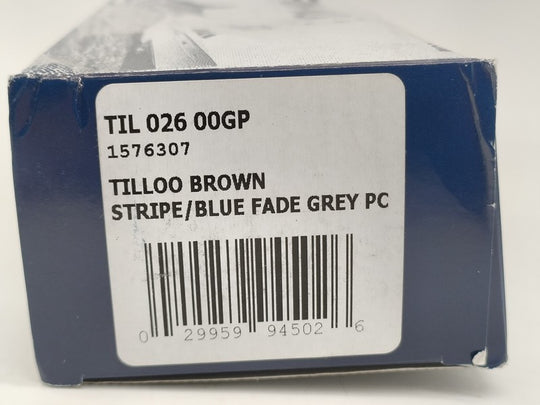 TIL 026 00GP
1576307
TILLOO BROWN
STRIPE/BLUE FADE GREY PC
0 29959 94502 6